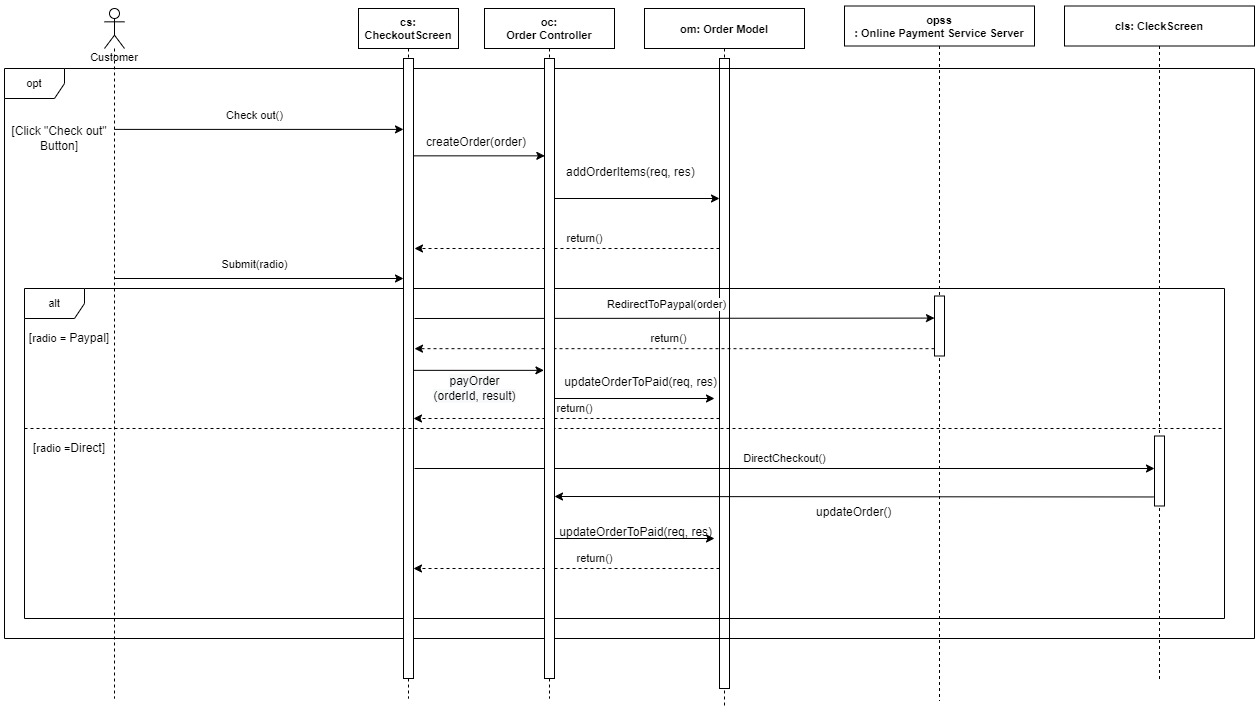 Customer
cs:
CheckoutScreen
oc:
Order Controller
om: Order Model
opss
: Online Payment Service Server
cls: CleckScreen
opt
[Click "Check out"
Button]
Check out()
createOrder(order)
addOrderItems(req, res)
return()
Submit(radio)
alt
[radio = Paypal]
RedirectToPaypal(order)
return()
payOrder
(orderId, result)
updateOrderToPaid(req, res)
return()
[radio =Direct]
DirectCheckout()
updateOrder()
updateOrderToPaid(req, res)
return()